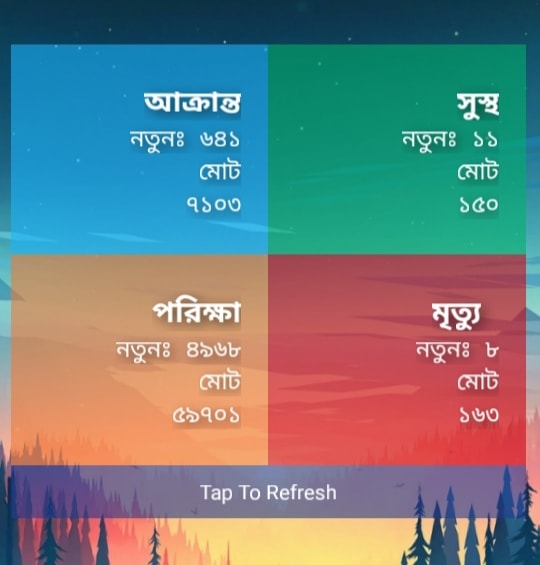 আক্রান্ত
নতুনঃ ৬৪১
মোট
৭১০৩
সুস্থ
নতুনঃ ১১
মোট
১৫০
পরিক্ষা
নতুনঃ ৪৯৬৮
মোট
৫৯৭০১
মৃত্যু
নতুনঃ ৮
মোট
১৬৩
Tap To Refresh